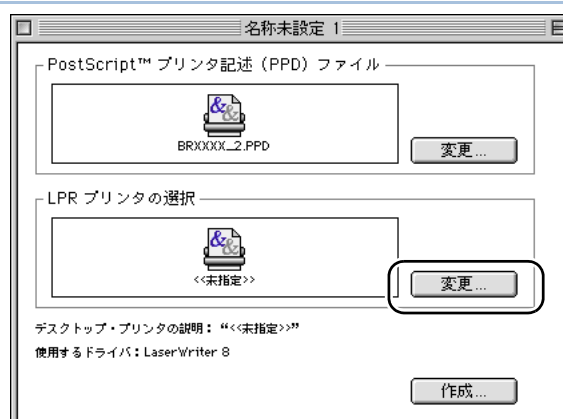 名称未設定 1
PostScript™ プリンタ記述（PPD）ファイル
BRXXXX_2.PPD
変更...
LPR プリンタの選択
<<未指定>>
変更...
デスクトップ・プリンタの説明：“<<未指定>>”
使用するドライバ：LaserWriter 8
作成...